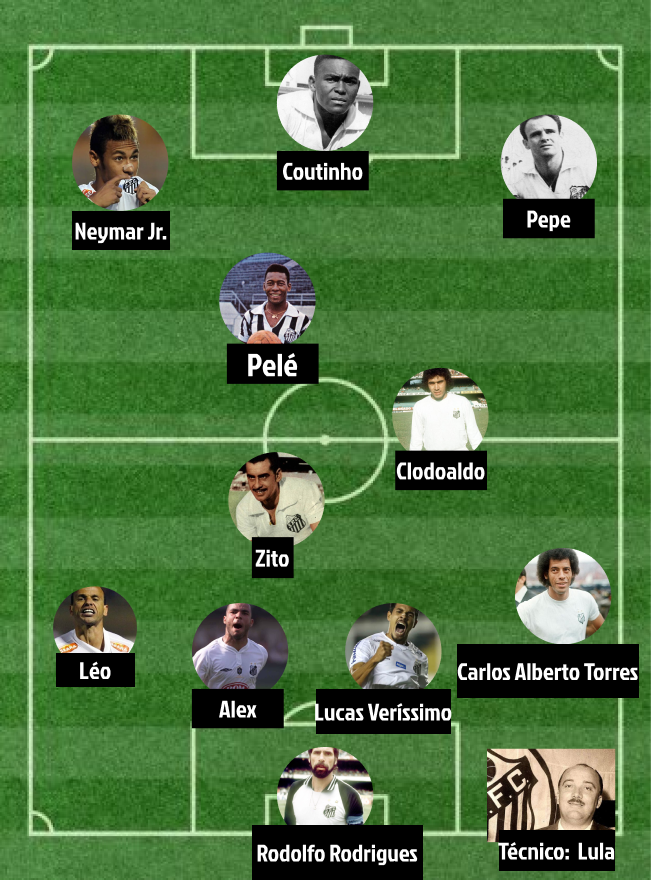 Coutinho
Neymar Jr.
Pepe
Pelé
Clodoaldo
Zito
Léo
Alex
Lucas Veríssimo
Carlos Alberto Torres
F.C.
Rodolfo Rodrigues
Técnico: Lula